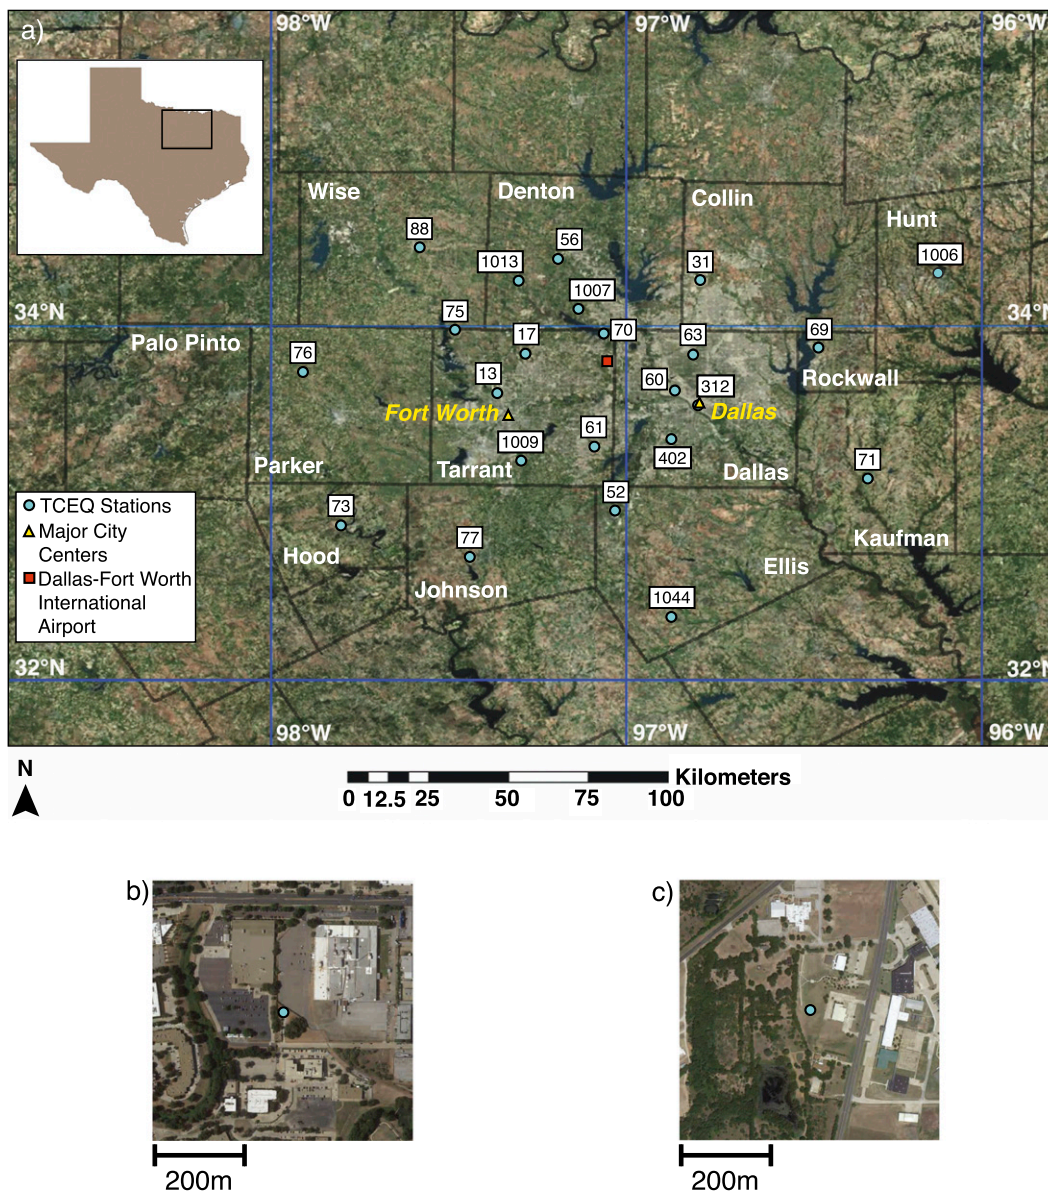 a)
98°W
97°W
96°W
Wise
Denton
Collin
Hunt
88
56
1013
31
1006
1007
34°N
34°N
75
17
70
63
69
Palo Pinto
76
13
60
312
Rockwall
Fort Worth
Dallas
61
1009
402
71
Parker
Tarrant
Dallas
TCEQ Stations
Major City
Centers
Dallas-Fort Worth
International
Airport
73
52
77
Kaufman
Hood
Ellis
Johnson
1044
32°N
32°N
98°W
97°W
96°W
N
Kilometers
0 12.5 25 50 75 100
b)
c)
200m
200m